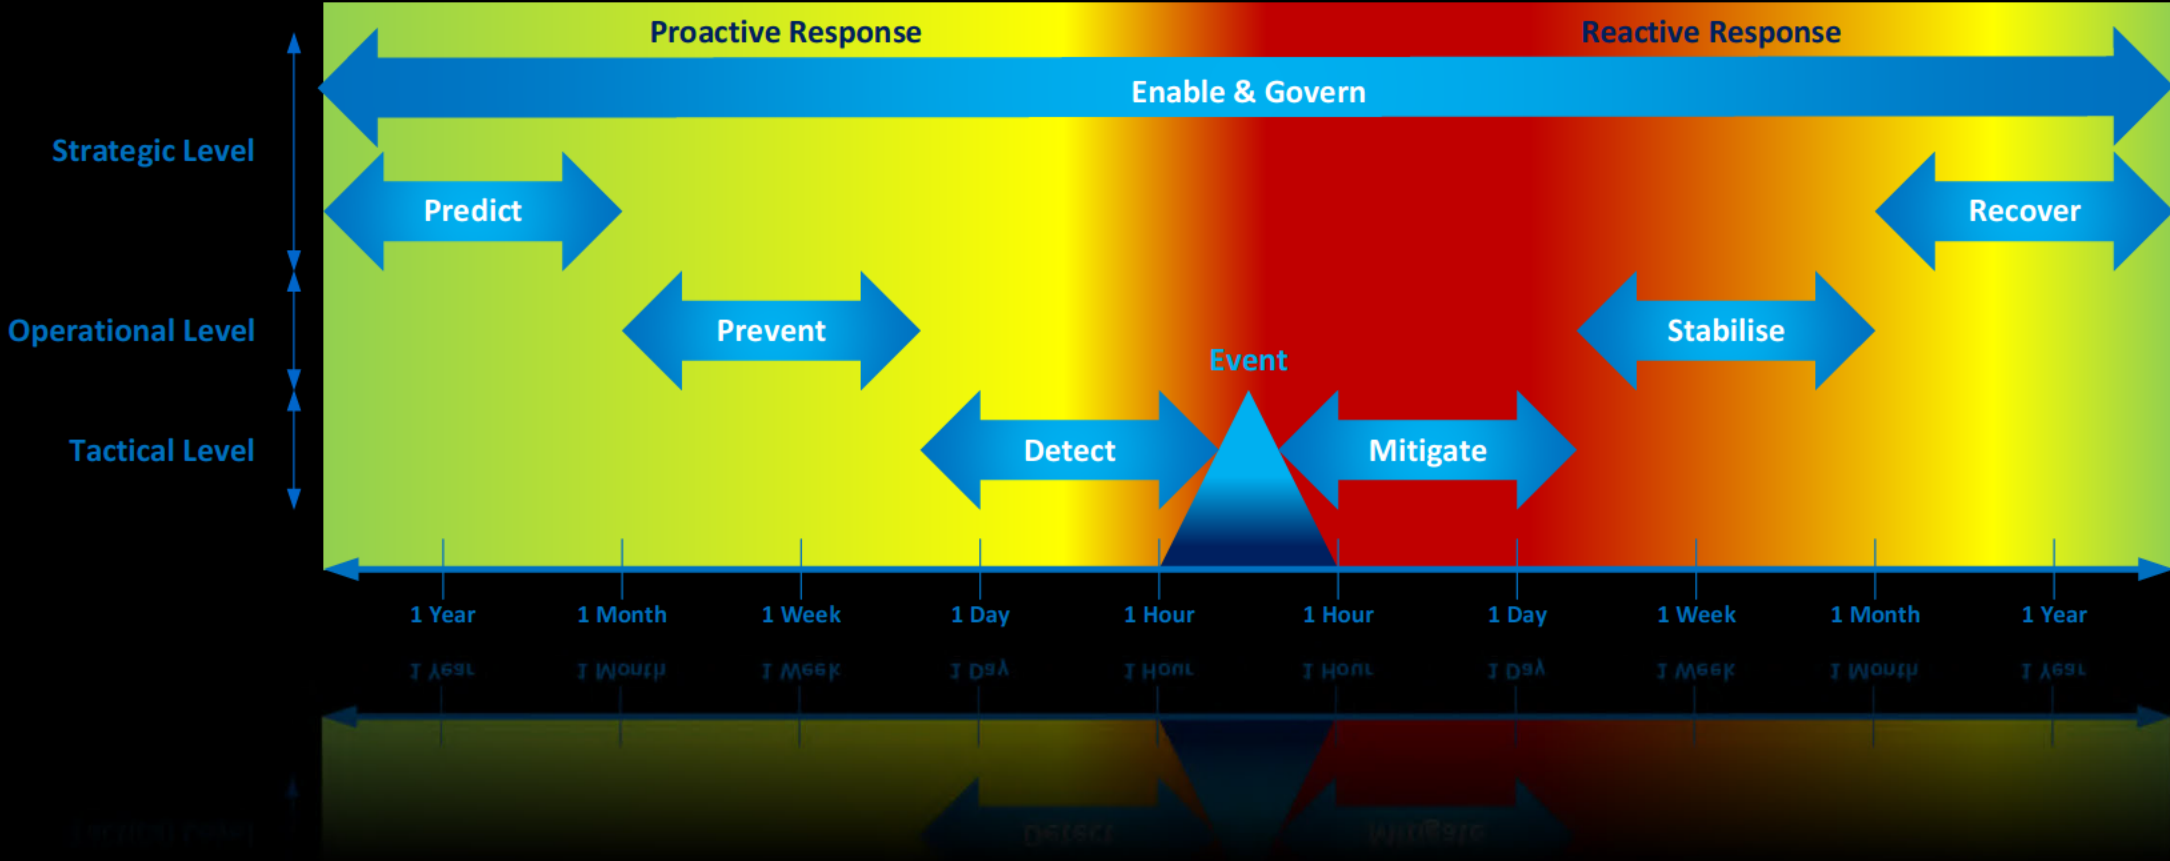 Proactive Response
Reactive Response
Enable & Govern
Strategic Level
Predict
Recover
Operational Level
Prevent
Stabilise
Event
Tactical Level
Detect
Mitigate
1 Year
1 Month
1 Week
1 Day
1 Hour
1 Hour
1 Day
1 Week
1 Month
1 Year